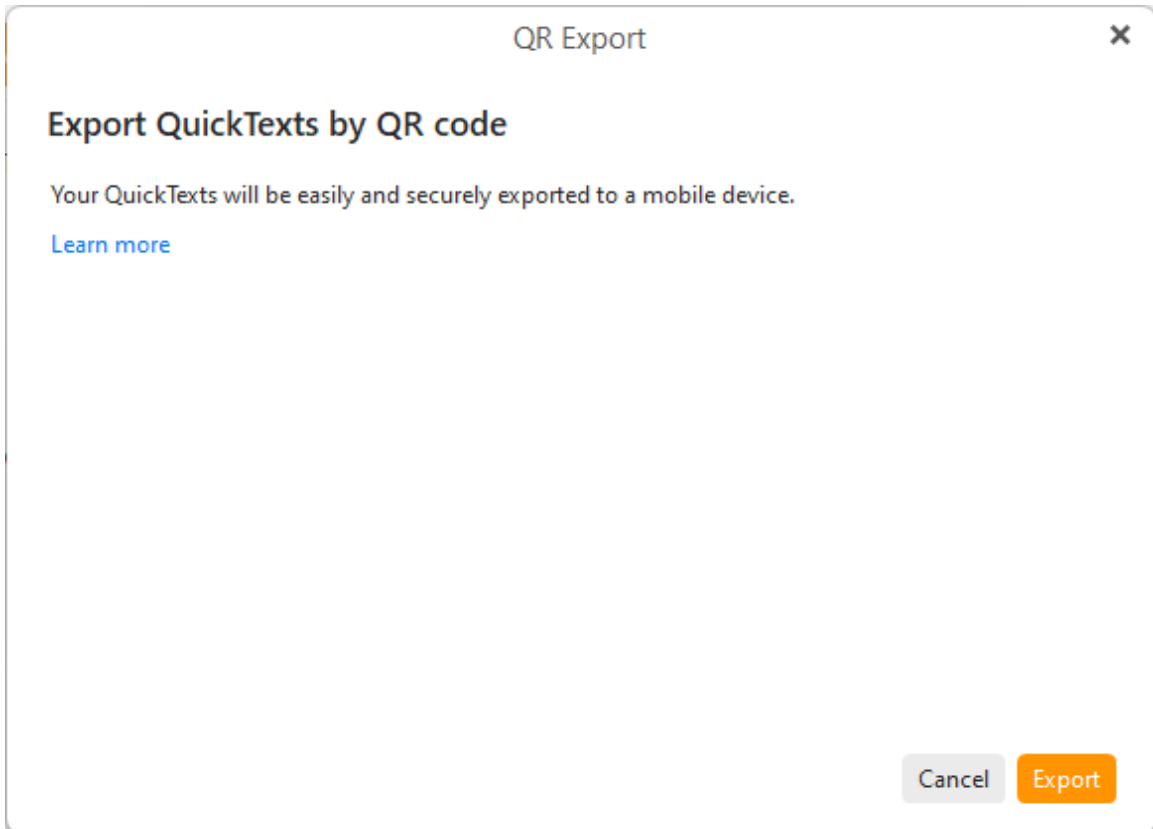 QR Export
Export QuickTexts by QR code
Your QuickTexts will be easily and securely exported to a mobile device.
Learn more
Cancel Export